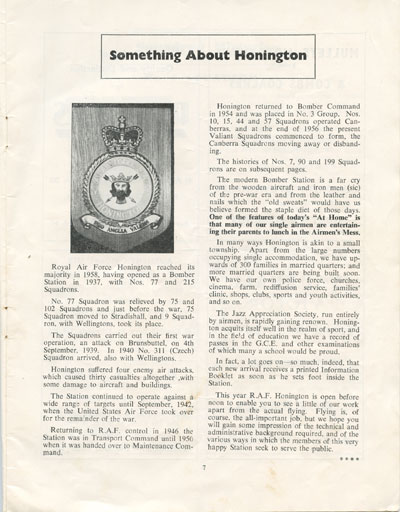 Something About Honington
Royal Air Force Honington reached its
majority in 1958, having opened as a Bomber
Station in 1937, with Nos. 77 and 215
Squadrons.
No. 77 Squadron was relieved by 75 and
102 Squadrons and just before the war, 75
Squadron moved to Stradishall, and 9 Squad-
ron, with Wellingtons, took its place.
The Squadrons carried out their first war
operation, an attack on Brunsbuttel, on 4th
September, 1939. In 1940 No. 311 (Czech)
Squadron arrived, also with Wellingtons.
Honington suffered four enemy air attacks,
which caused thirty casualties altogether ,with
some damage to aircraft and buildings.
The Station continued to operate against a
wide range of targets until September, 1942,
when the United States Air Force took over
for the remainder of the war.
Returning to R.A.F. control in 1946 the
Station was in Transport Command until 1950
when it was handed over to Maintenance Com-
mand.
Honington returned to Bomber Command
in 1954 and was placed in No. 3 Group. Nos.
10, 15, 44 and 57 Squadrons operated Can-
berras, and at the end of 1956 the present
Valiant Squadrons commenced to form, the
Canberra Squadrons moving away or disband-
ing.
The histories of Nos. 7, 90 and 199 Squad-
rons are on subsequent pages.
The modern Bomber Station is a far cry
from the wooden aircraft and iron men (sic)
of the pre-war era and from the leather and
nails which the "old sweats" would have us
believe formed the staple diet of those days.
One of the features of today's "At Home" is
that many of our single airmen are entertain-
ing their parents to lunch in the Airmen's Mess.
In many ways Honington is akin to a small
township. Apart from the large numbers
occupying single accommodation, we have up-
wards of 300 families in married quarters; and
more married quarters are being built soon.
We have our own police force, churches,
cinema, farm, rediffusion service, families'
clinic, shops, clubs, sports and youth activities,
and so on.
The Jazz Appreciation Society, run entirely
by airmen, is rapidly gaining renown. Honing-
ton acquits itself well in the realm of sport, and
in the field of education we have a record of
passes in the G.C.E. and other examinations
of which many a school would be proud.
In fact, a lot goes on—so much, indeed, that
each new arrival receives a printed Information
Booklet as soon as he sets foot inside the
Station.
This year R.A.F. Honington is open before
noon to enable you to see a little of our work
apart from the actual flying. Flying is, of
course, the all-important job, but we hope you
will gain some impression of the technical and
administrative background required, and of the
various ways in which the members of this very
happy Station seek to serve the public.
****
7